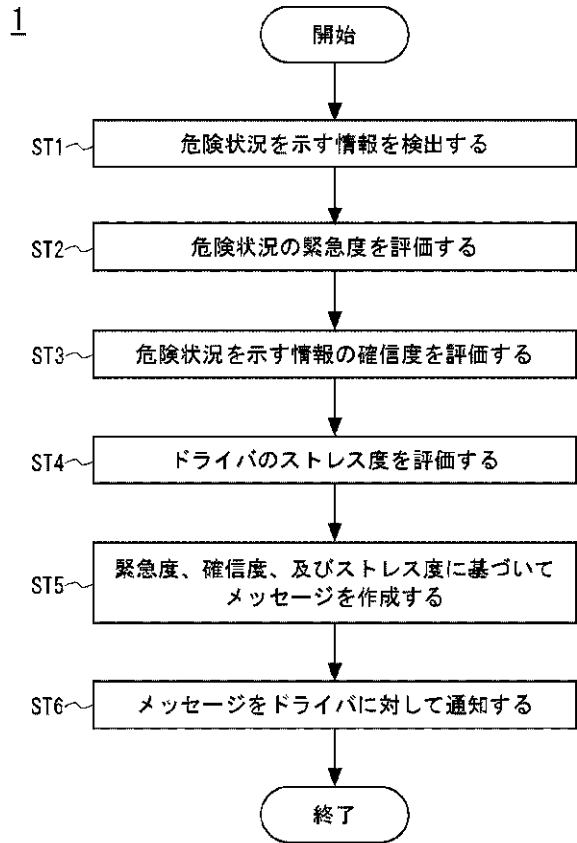 1
開始
ST1 危険状況を示す情報を検出する
ST2 危険状況の緊急度を評価する
ST3 危険状況を示す情報の確信度を評価する
ST4 ドライバのストレス度を評価する
ST5 緊急度、確信度、及びストレス度に基づいて
メッセージを作成する
ST6 メッセージをドライバに対して通知する
終了